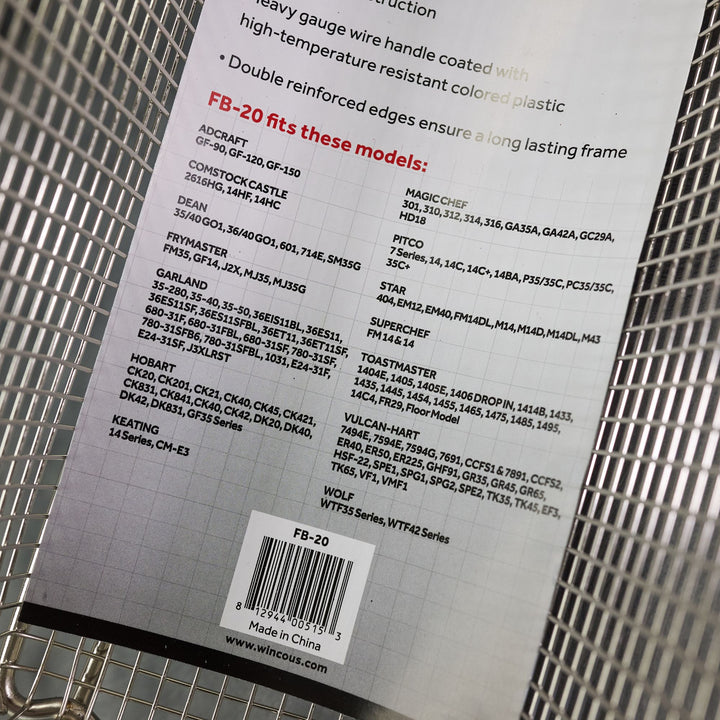 struction
heavy gauge wire handle coated with
high-temperature resistant colored plastic
• Double reinforced edges ensure a long lasting frame
FB-20 fits these models:
ADCRAFT
GF-90, GF-120, GF-150
COMSTOCK CASTLE
2616HG, 14HF, 14HC
DEAN
35/40 GO1, 36/40 GO1, 601, 714E, SM35G
FRYMASTER
FM35, GF14, J2X, MJ35, MJ35G
GARLAND
35-280, 35-40, 35-50, 36EIS11BL, 36ES11,
36ES11SF, 36ES11SFBL, 36ET11, 36ET11SF,
680-31F, 680-31FBL, 680-31SF, 780-31SF,
780-31SFB6, 780-31SFBL, 1031, E24-31F,
E24-31SF, J3XLRST
HOBART
CK20, CK201, CK21, CK40, CK45, CK421,
CK831, CK841, CK40, CK42, DK20, DK40,
DK42, DK831, GF35 Series
KEATING
14 Series, CM-E3
MAGIC CHEF
301, 310, 312, 314, 316, GA35A, GA42A, GC29A,
HD18
PITCO
7 Series, 14, 14C, 14C+, 14BA, P35/35C, PC35/35C,
35C+
STAR
404, EM12, EM40, FM14DL, M14, M14D, M14DL, M43
SUPERCHEF
FM 14 & 14
TOASTMASTER
1404E, 1405, 1405E, 1406 DROP IN, 1414B, 1433,
1435, 1445, 1454, 1455, 1465, 1475, 1485, 1495,
14C4, FR29, Floor Model
VULCAN-HART
7494E, 7594E, 7594G, 7691, CCFS1 & 7891, CCFS2,
ER40, ER50, ER225, GHF91, GR35, GR45, GR65,
HSF-22, SPE1, SPG1, SPG2, SPE2, TK35, TK45, EF3,
TK65, VF1, VMF1
WOLF
WTF35 Series, WTF42 Series
FB-20
8 12944 00515 3
Made in China
www.wincous.com